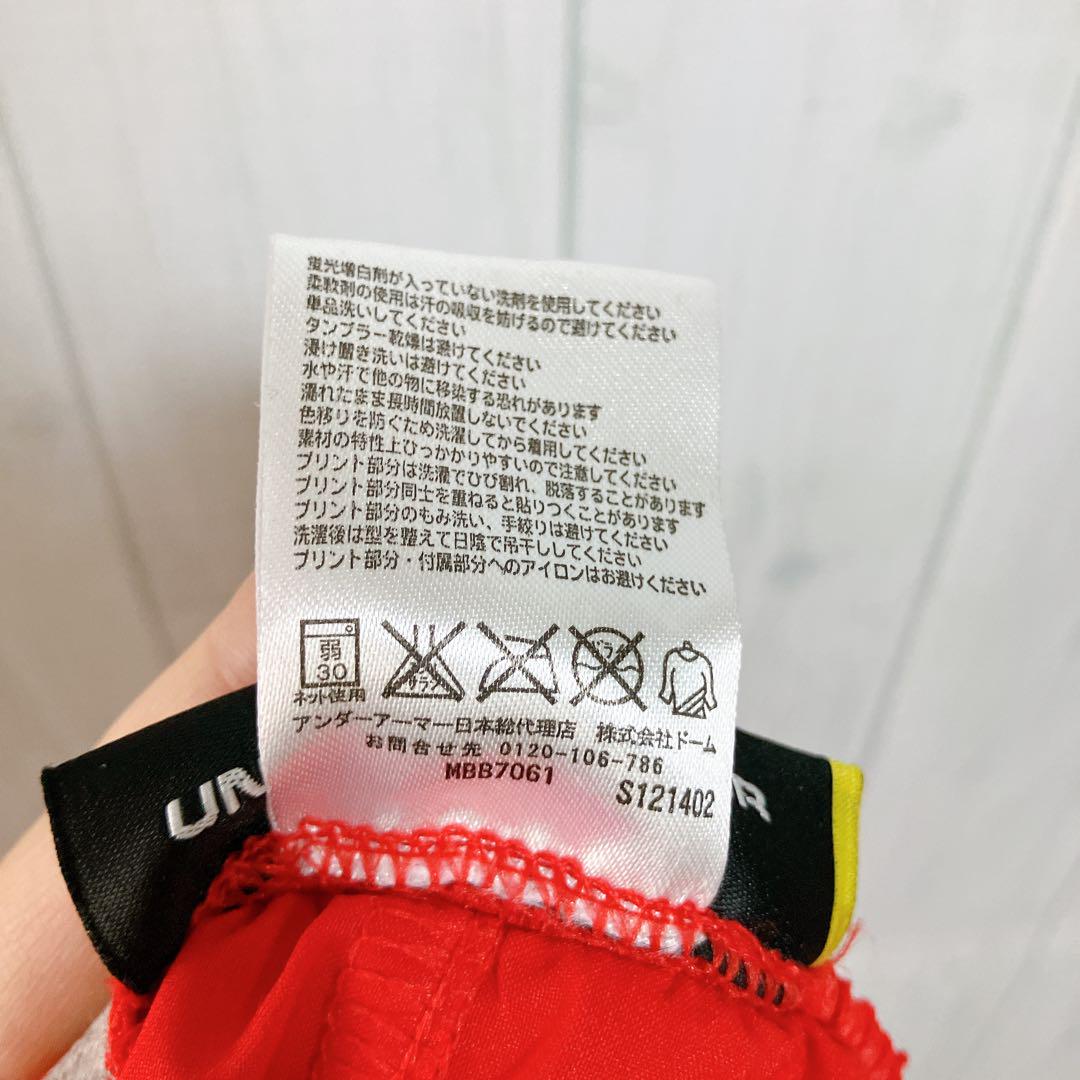 蛍光増白剤が入っていない洗剤を使用してください
柔軟剤の使用は汗の吸収を妨げるので避けてください
単品洗いしてください
タンブラー乾燥は避けてください
浸け置き洗いは避けてください
水や汗で他の物に移染する恐れがあります
濡れたまま長時間放置しないでください
色移りを防ぐため洗濯してから着用してください
素材の特性上ひっかかりやすいので注意してください
プリント部分は洗濯でひび割れ、脱落することがあります
プリント部分同士を重ねると貼りつくことがあります
プリント部分のもみ洗い、手絞りは避けてください
洗濯後は型を整えて日陰で吊干ししてください
プリント部分・付属部分へのアイロンはお避けください
弱
30
ネット使用
サラシ
ドライ
アンダーアーマー日本総代理店 株式会社ドーム
お問合せ先 0120-106-786
MBB7061
S121402
UN
R